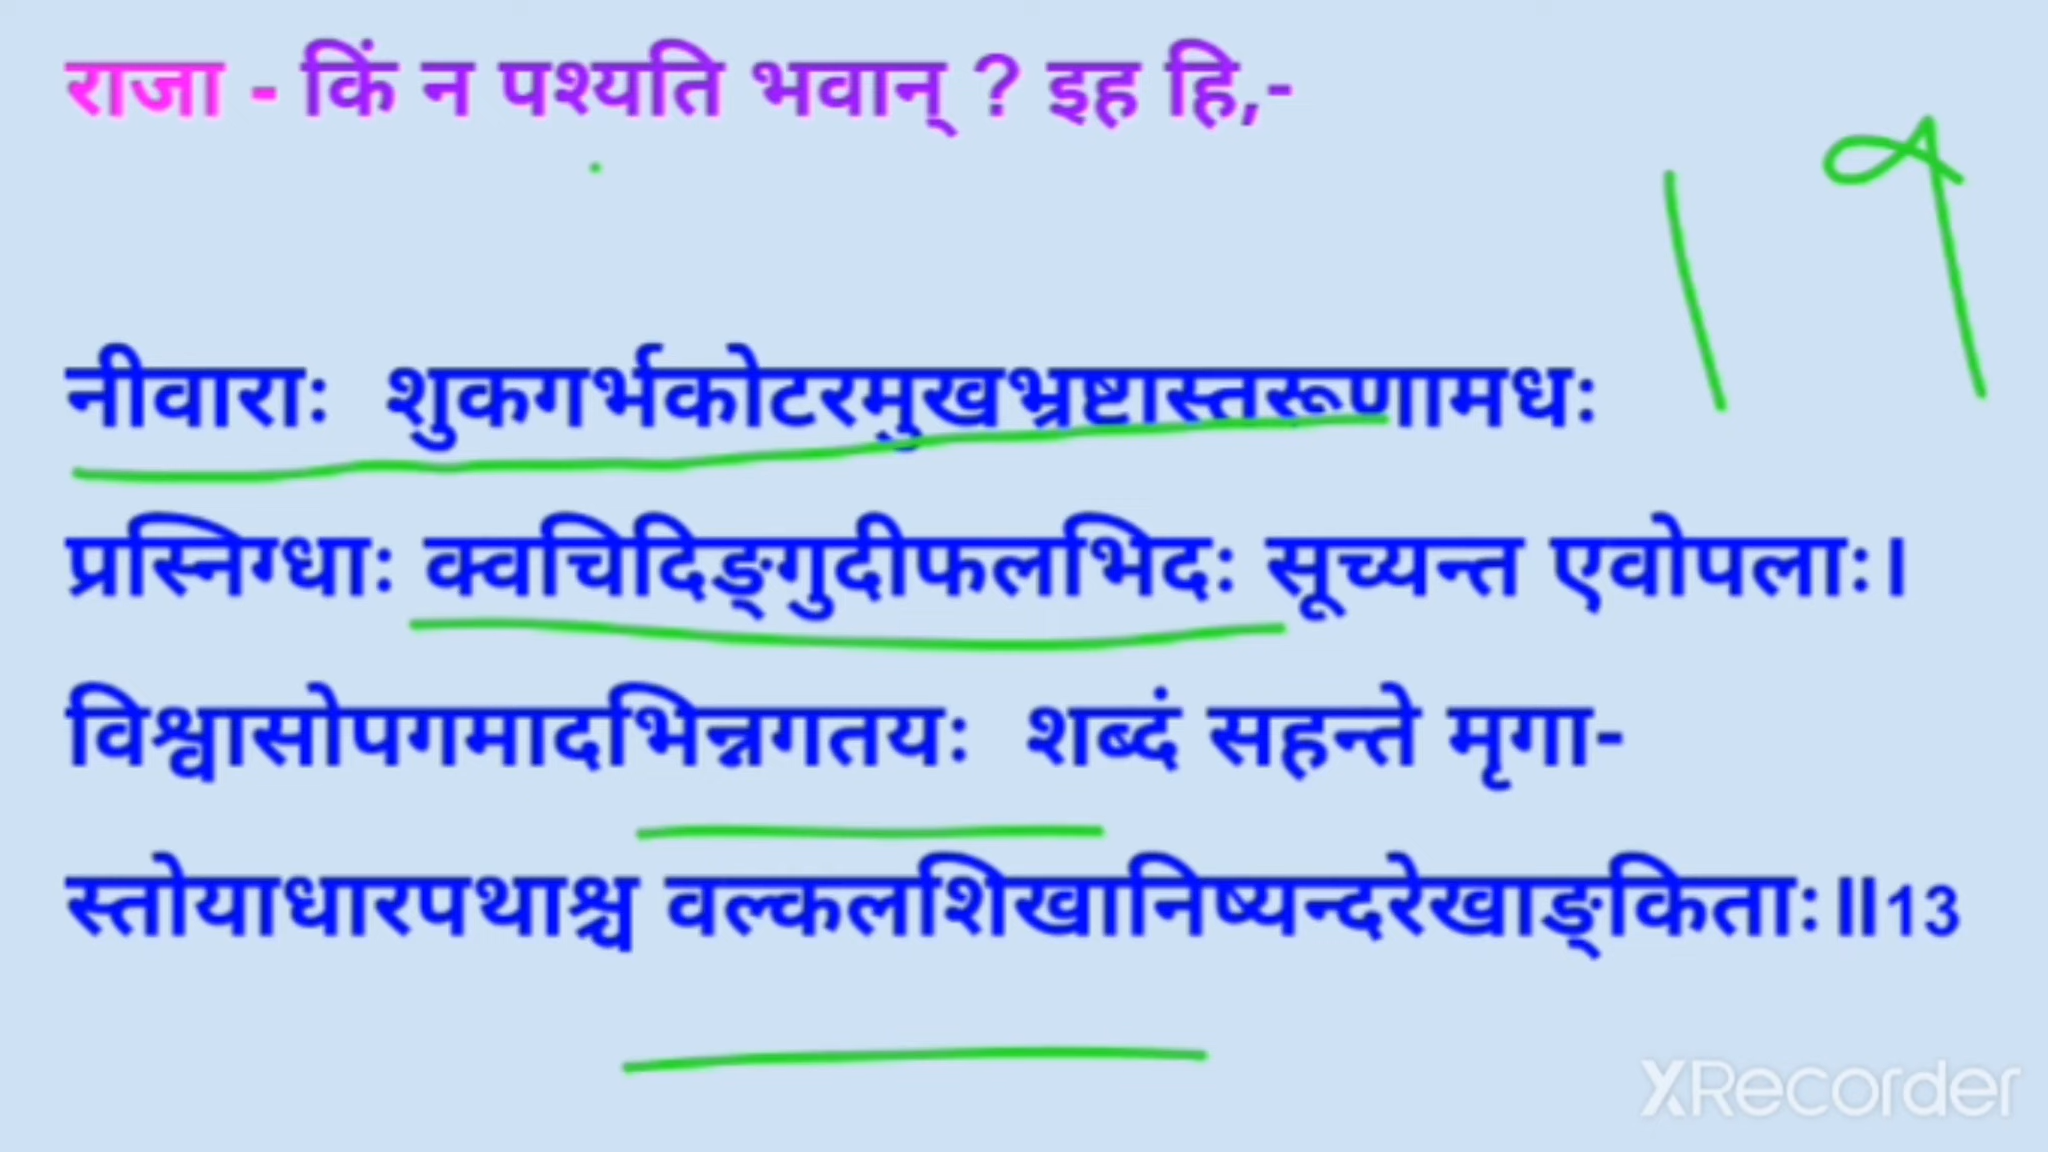 राजा - किं न पश्यति भवान् ? इह हि,-
१९
नीवाराः शुकगर्भकोटरमुखभ्रष्टास्तरूणामधः
प्रस्निग्धाः क्वचिदिङ्गुदीफलभिदः सूच्यन्त एवोपलाः।
विश्वासोपगमादभिन्नगतयः शब्दं सहन्ते मृगा-
स्तोयाधारपथाश्च वल्कलशिखानिष्यन्दरेखाङ्किताः॥13
XRecorder